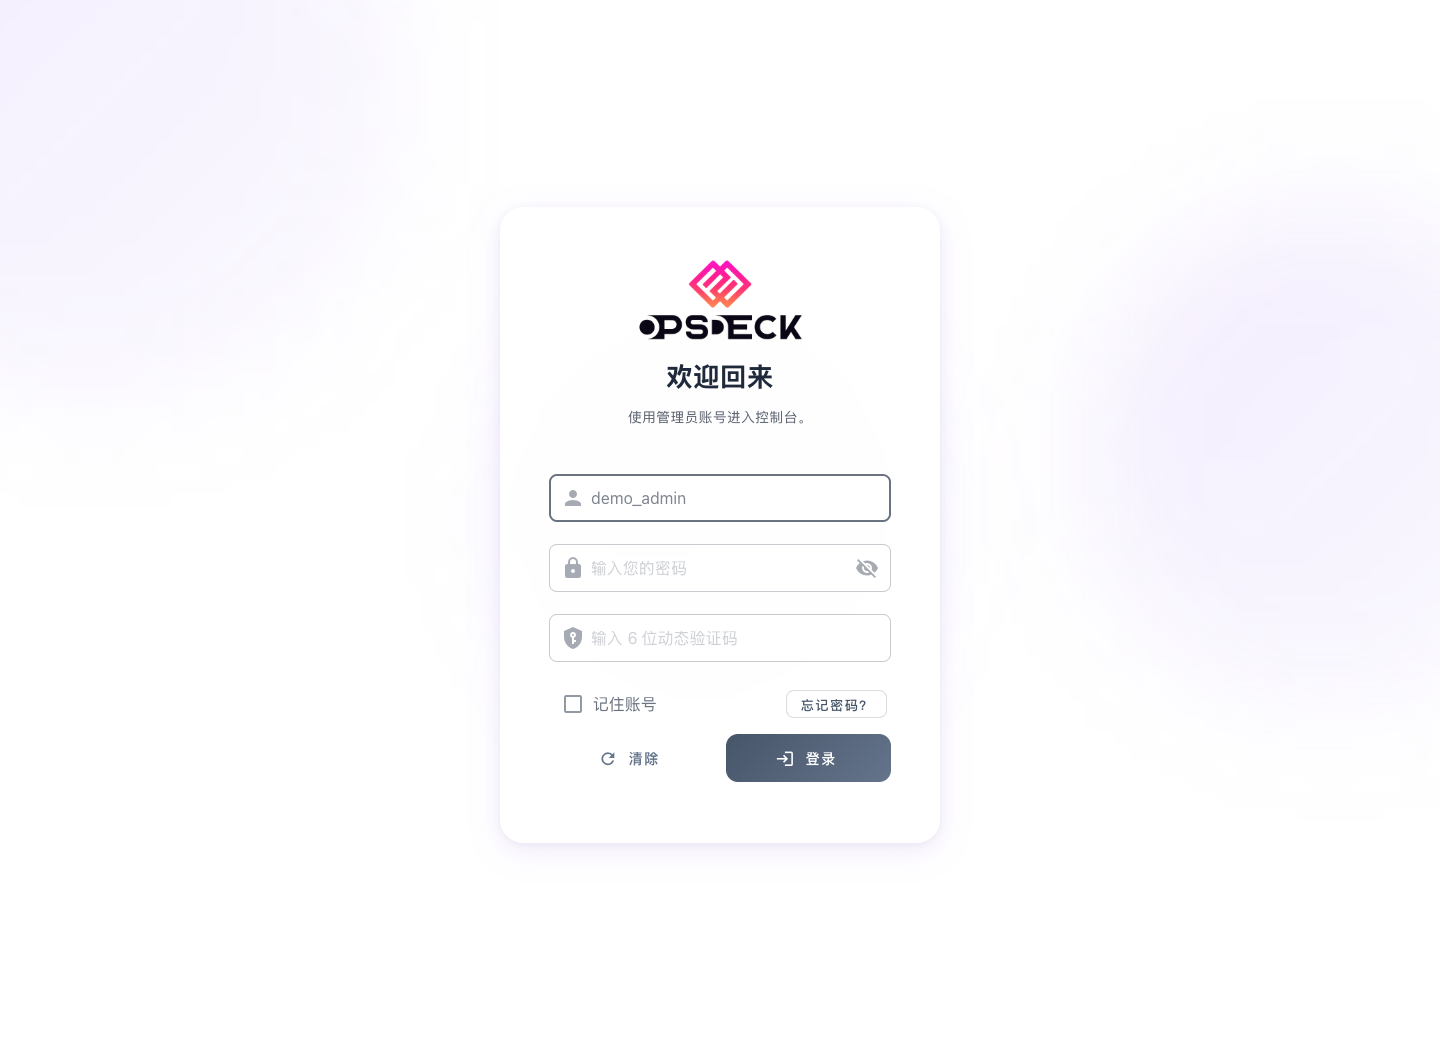 OPSDECK
欢迎回来
使用管理员账号进入控制台。
demo_admin
输入您的密码
输入 6 位动态验证码
记住账号
忘记密码?
清除
登录